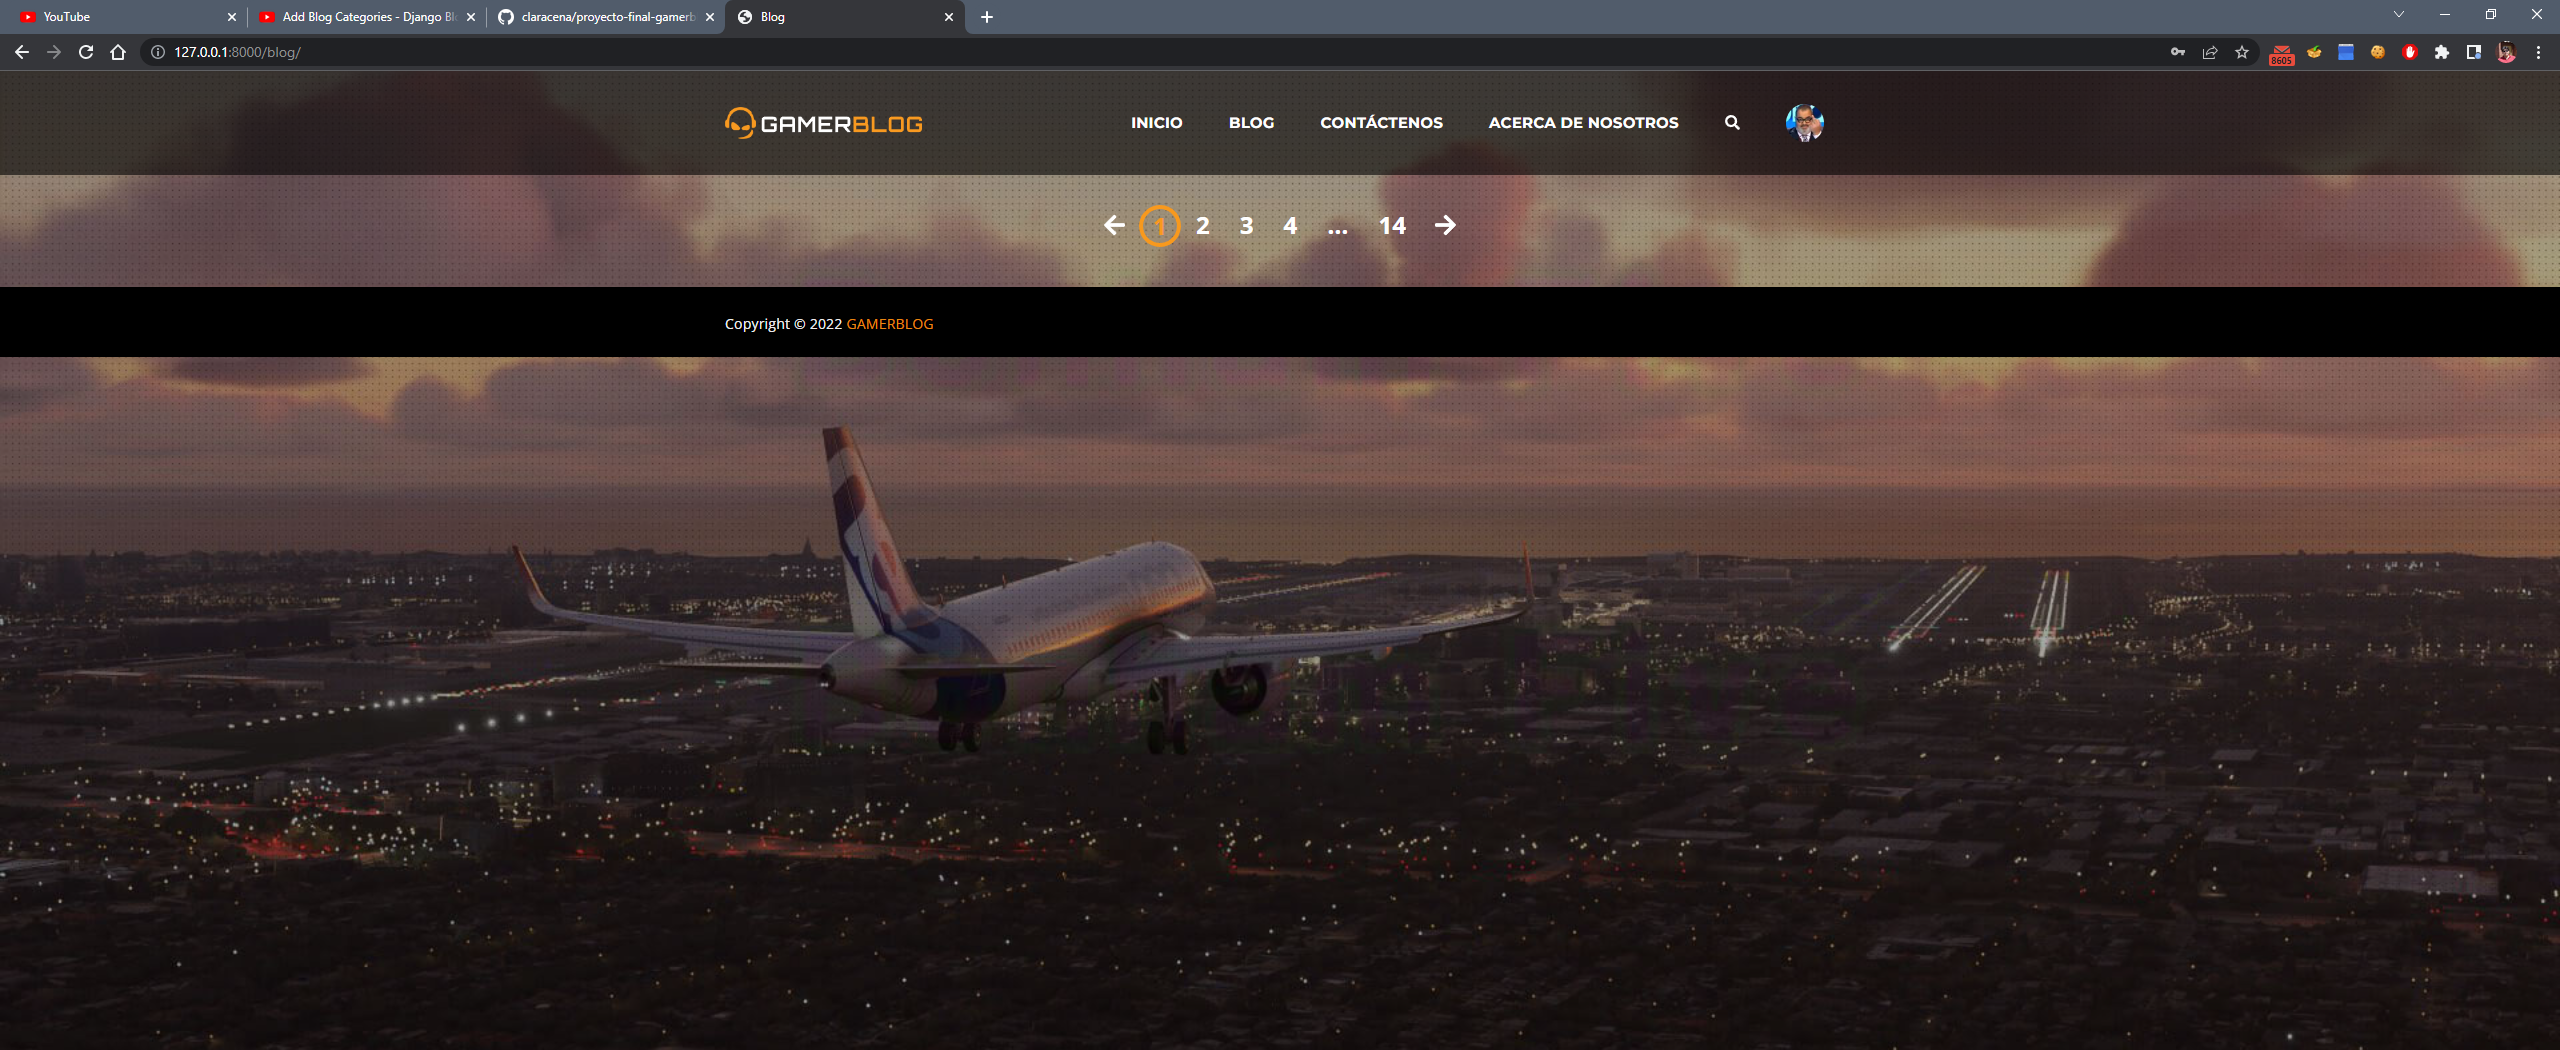 YouTube
Add Blog Categories - Django Bl
claracena/proyecto-final-gamerb
Blog
127.0.0.1:8000/blog/
8605
GAMERBLOG
INICIO
BLOG
CONTÁCTENOS
ACERCA DE NOSOTROS
1 2 3 4 ... 14
Copyright © 2022 GAMERBLOG